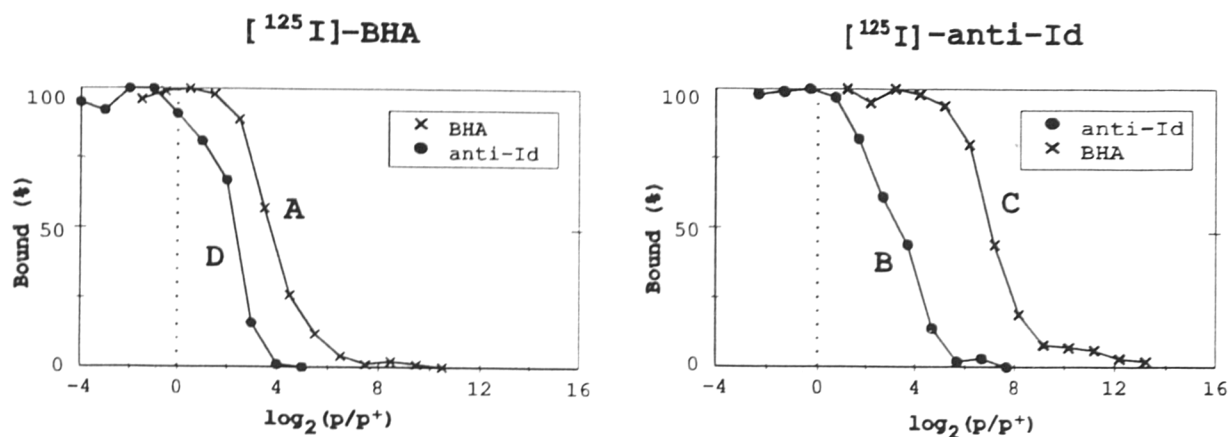 [¹²⁵I]-BHA
100
50
0
Bound (%)
× BHA
● anti-Id
A
D
-4 0 4 8 12 16
log₂(p/p⁺)
[¹²⁵I]-anti-Id
100
50
0
Bound (%)
● anti-Id
× BHA
C
B
-4 0 4 8 12 16
log₂(p/p⁺)